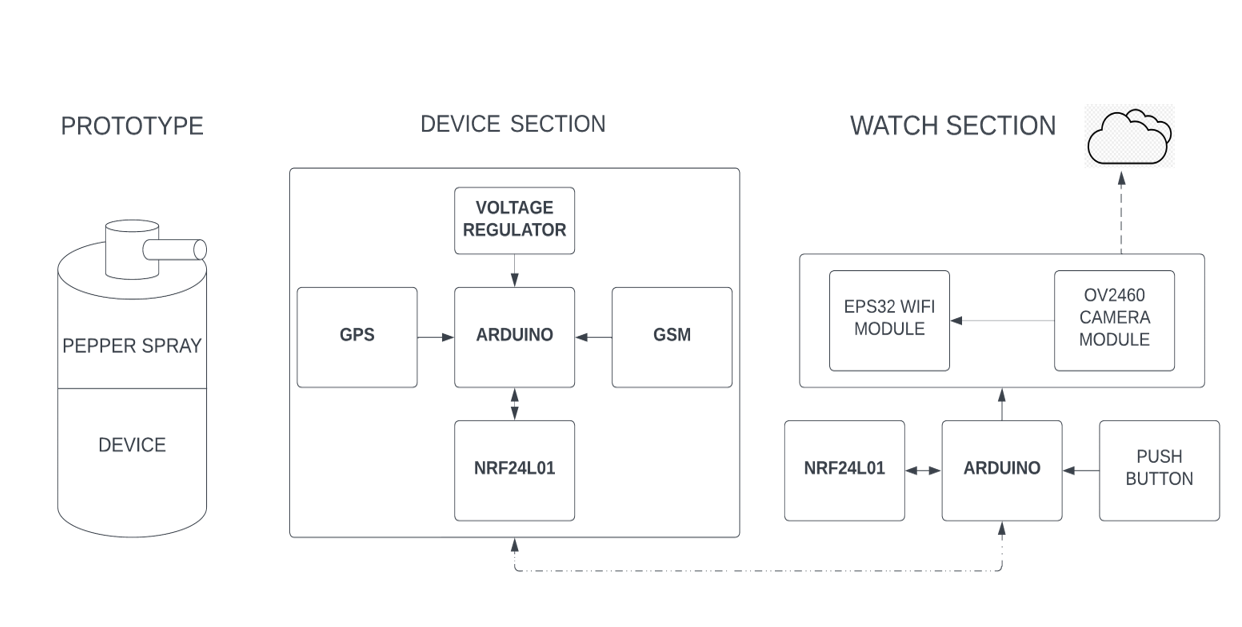 PROTOTYPE
PEPPER SPRAY
DEVICE
DEVICE SECTION
VOLTAGE
REGULATOR
GPS
ARDUINO
GSM
NRF24L01
WATCH SECTION
EPS32 WIFI
MODULE
OV2460
CAMERA
MODULE
NRF24L01
ARDUINO
PUSH
BUTTON